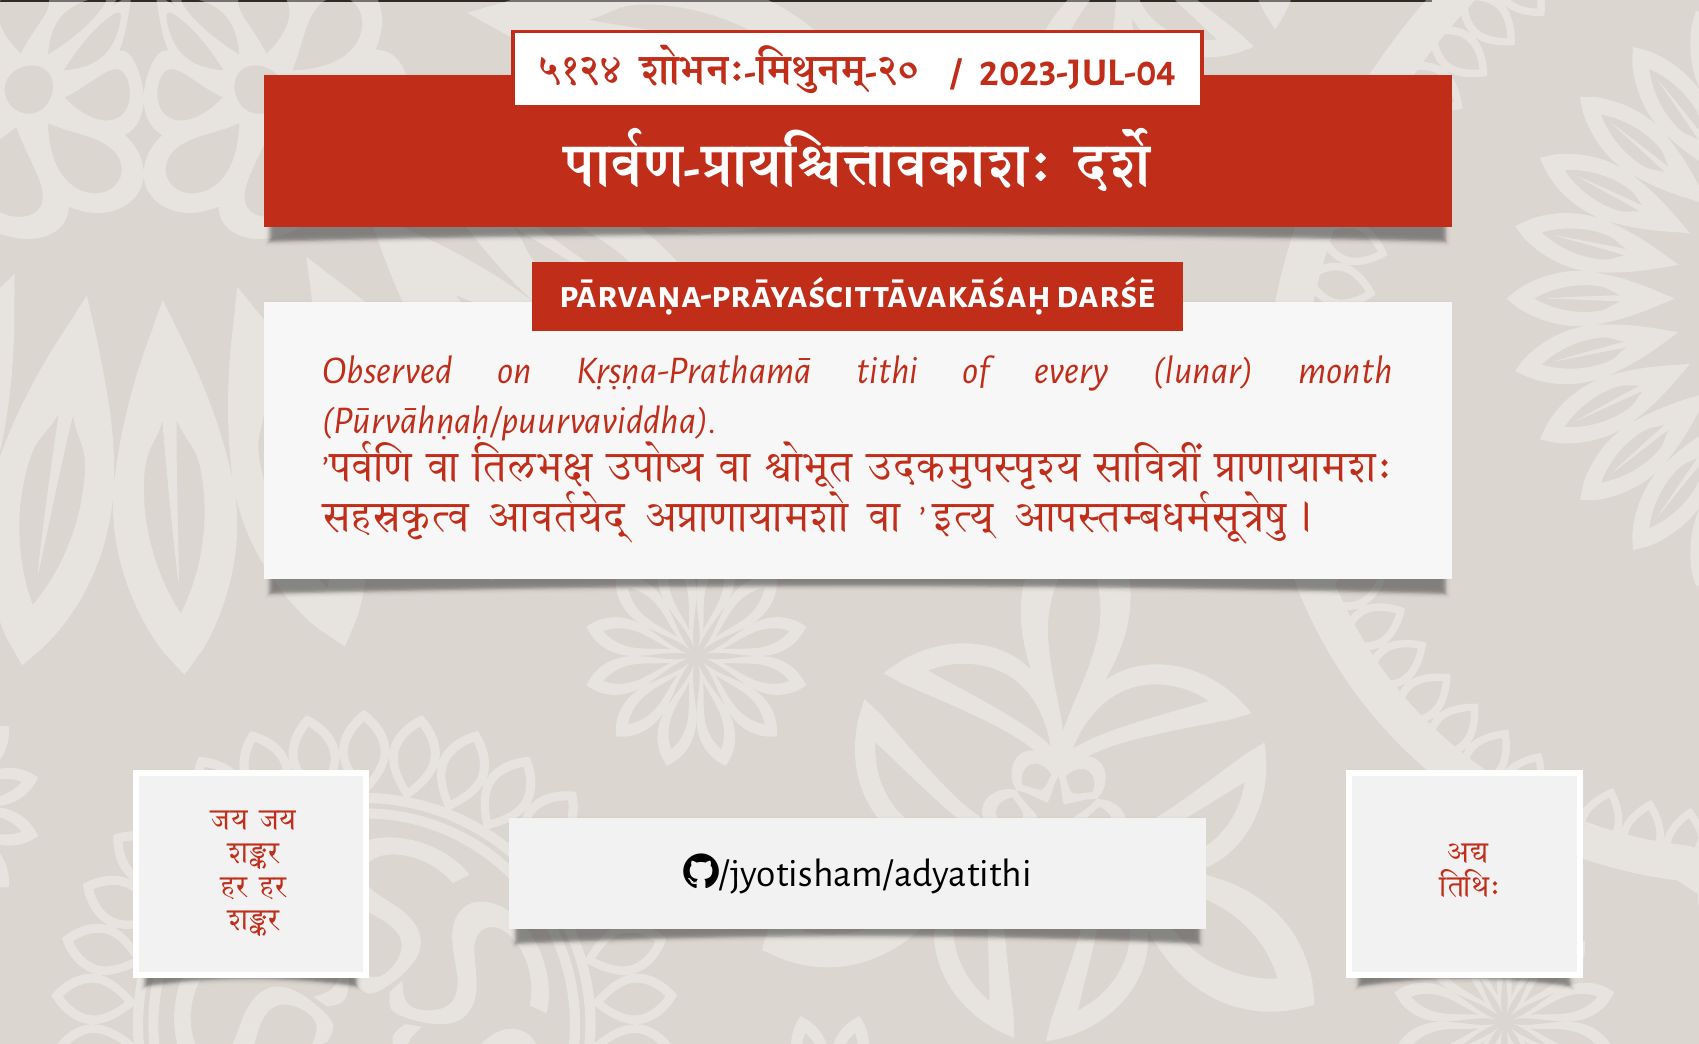 ५१२४ शोभनः-मिथुनम्-२० / 2023-JUL-04
पार्वण-प्रायश्चित्तावकाशः दर्शे
PĀRVAṆA-PRĀYAŚCITTĀVAKĀŚAḤ DARŚĒ
Observed on Kṛṣṇa-Prathamā tithi of every (lunar) month
(Pūrvāhṇaḥ/puurvaviddha).
’पर्वणि वा तिलभक्ष उपोष्य वा श्वोभूत उदकमुपस्पृश्य सावित्रीं प्राणायामशः
सहस्रकृत्व आवर्तयेद् अप्राणायामशो वा ’ इत्य् आपस्तम्बधर्मसूत्रेषु।
जय जय
शङ्कर
हर हर
शङ्कर
/jyotisham/adyatithi
अद्य
तिथिः